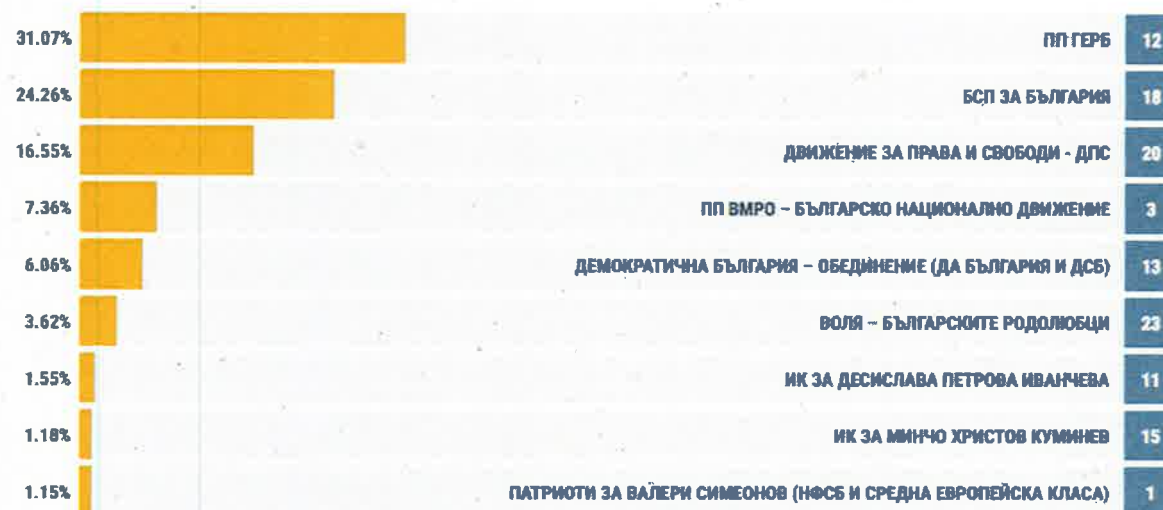 31.07% ПП ГЕРБ 12
24.26% БСП ЗА БЪЛГАРИЯ 18
16.55% ДВИЖЕНИЕ ЗА ПРАВА И СВОБОДИ - ДПС 20
7.36% ПП ВМРО – БЪЛГАРСКО НАЦИОНАЛНО ДВИЖЕНИЕ 3
6.06% ДЕМОКРАТИЧНА БЪЛГАРИЯ – ОБЕДИНЕНИЕ (ДА БЪЛГАРИЯ И ДСБ) 13
3.62% ВОЛЯ – БЪЛГАРСКИТЕ РОДОЛЮБЦИ 23
1.55% ИК ЗА ДЕСИСЛАВА ПЕТРОВА ИВАНЧЕВА 11
1.18% ИК ЗА МИНЧО ХРИСТОВ КУМИНЕВ 15
1.15% ПАТРИОТИ ЗА ВАЛЕРИ СИМЕОНОВ (НФСБ И СРЕДНА ЕВРОПЕЙСКА КЛАСА) 1